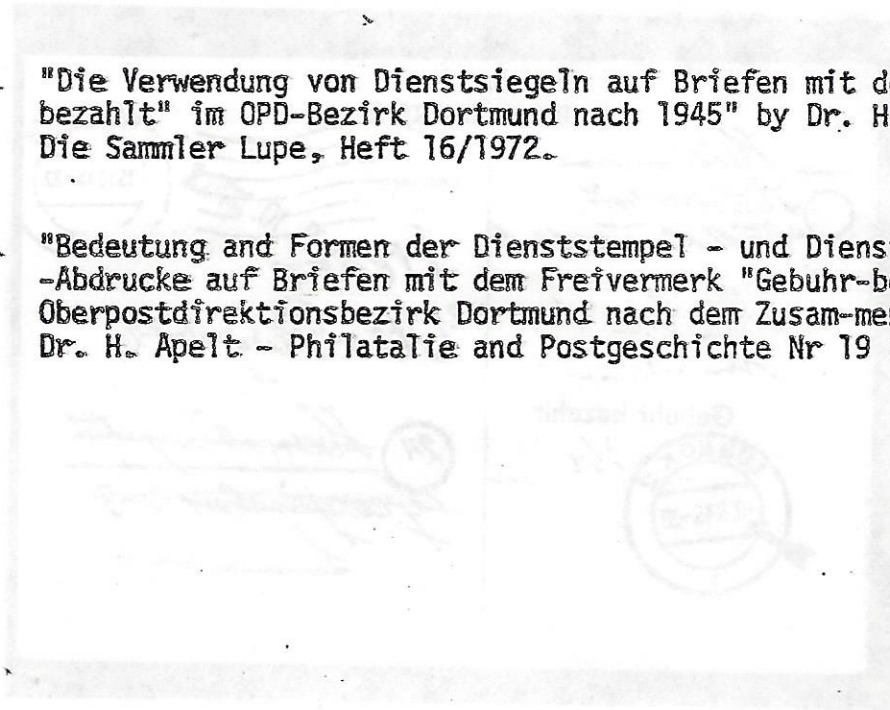 "Die Verwendung von Dienstsiegeln auf Briefen mit d
bezahlt" im OPD-Bezirk Dortmund nach 1945" by Dr. H
Die Sammler Lupe, Heft 16/1972.
"Bedeutung and Formen der Dienststempel - und Diens
-Abdrucke auf Briefen mit dem Freivermerk "Gebuhr-b
Oberpostdirektionsbezirk Dortmund nach dem Zusam-me
Dr. H. Apelt - Philatalie and Postgeschichte Nr 19
Gebuhr bezahlt